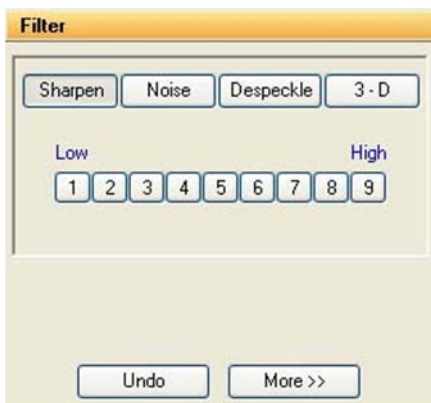 Filter
Sharpen Noise Despeckle 3 - D
Low High
1 2 3 4 5 6 7 8 9
Undo More >>